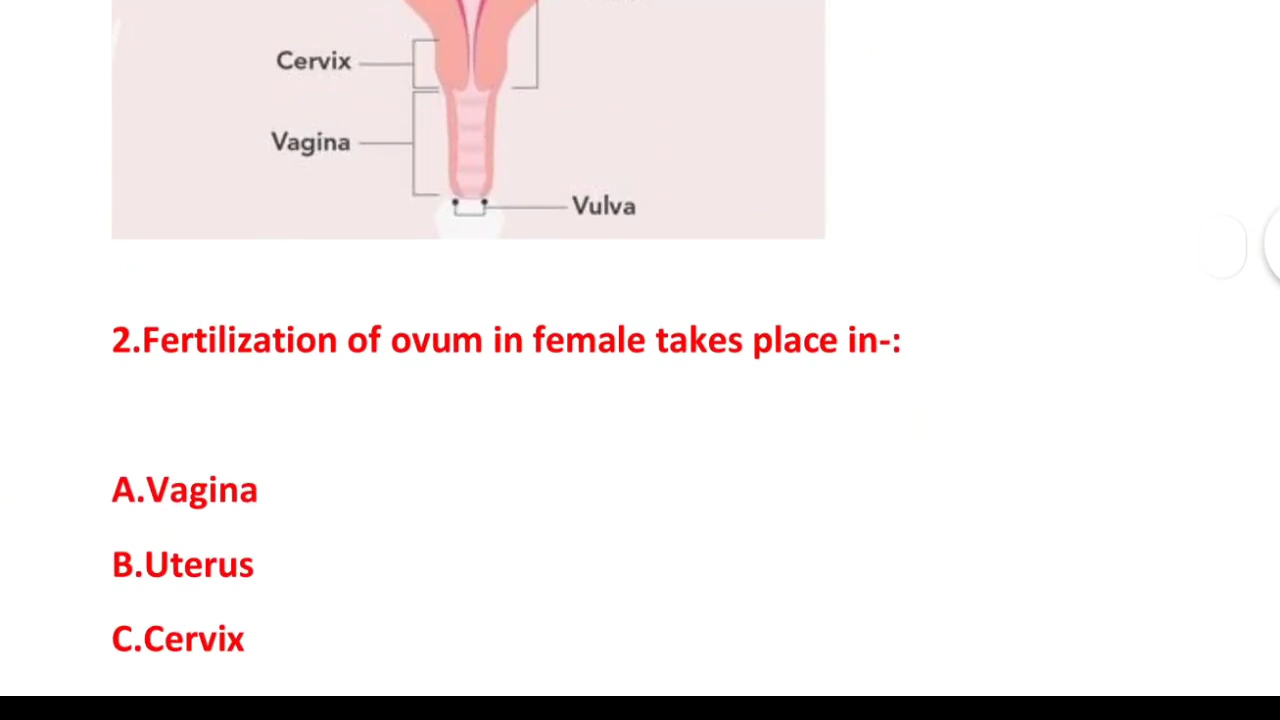 Cervix
Vagina
Vulva
2.Fertilization of ovum in female takes place in-:
A.Vagina
B.Uterus
C.Cervix